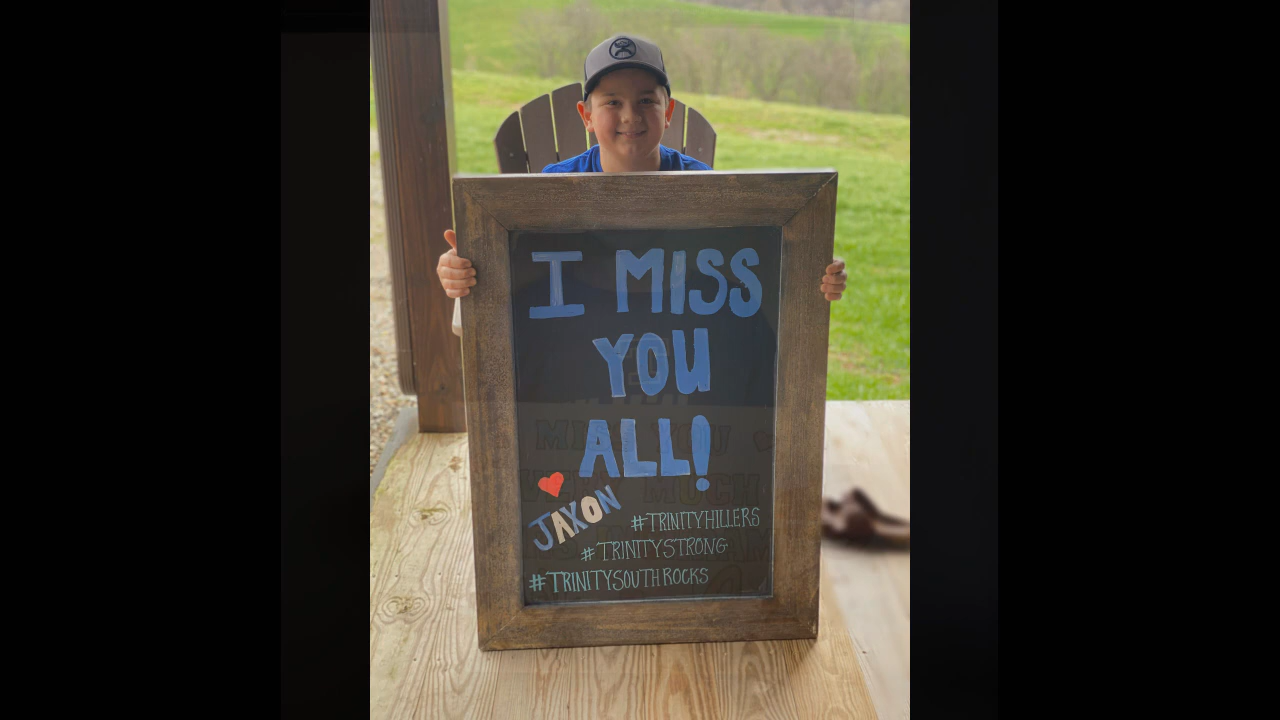 I MISS
YOU
ALL!
JAXON
#TRINITYHILLERS
#TRINITYSTRONG
#TRINITYSOUTHROCKS